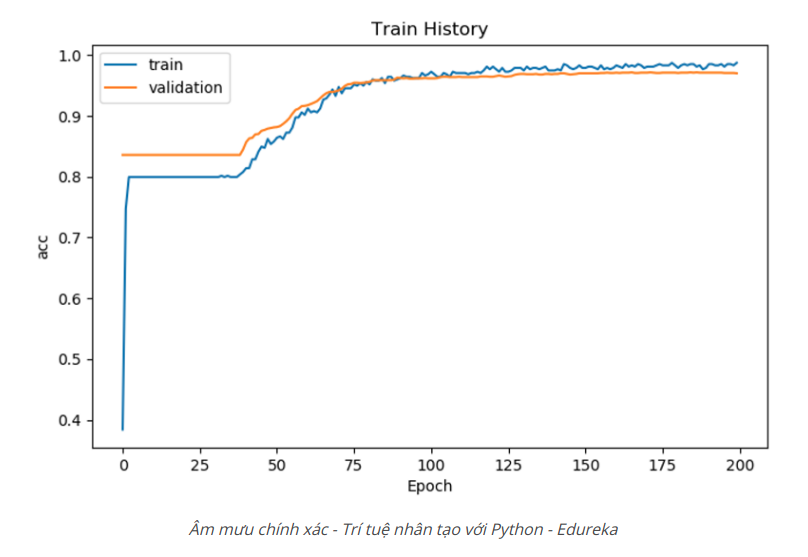 Train History
train
validation
1.0
0.9
0.8
0.7
0.6
0.5
0.4
acc
0 25 50 75 100 125 150 175 200
Epoch
Âm mưu chính xác - Trí tuệ nhân tạo với Python - Edureka